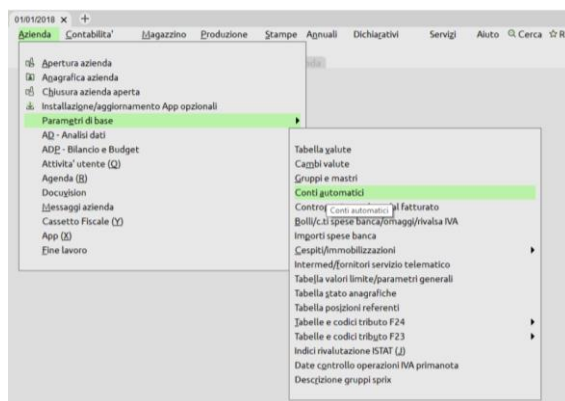 01/01/2018 × +
Azienda Contabilita' Magazzino Produzione Stampe Annuali Dichiarativi Servizi Aiuto Cerca
Apertura azienda
Anagrafica azienda
Chiusura azienda aperta
Installazione/aggiornamento App opzionali
Parametri di base
AD - Analisi dati
ADP - Bilancio e Budget
Attivita' utente (Q)
Agenda (R)
Docuvision
Messaggi azienda
Cassetto Fiscale (Y)
App (X)
Fine lavoro
Tabella valute
Cambi valute
Gruppi e mastri
Conti automatici
Conti automatici
fatturato
Bolli/c.ti spese banca/omaggi/rivalsa IVA
Importi spese banca
Cespiti/immobilizzazioni
Intermed/fornitori servizio telematico
Tabella valori limite/parametri generali
Tabella stato anagrafiche
Tabella posizioni referenti
Tabelle e codici tributo F24
Tabelle e codici tributo F23
Indici rivalutazione ISTAT (J)
Date controllo operazioni IVA primanota
Descrizione gruppi sprix